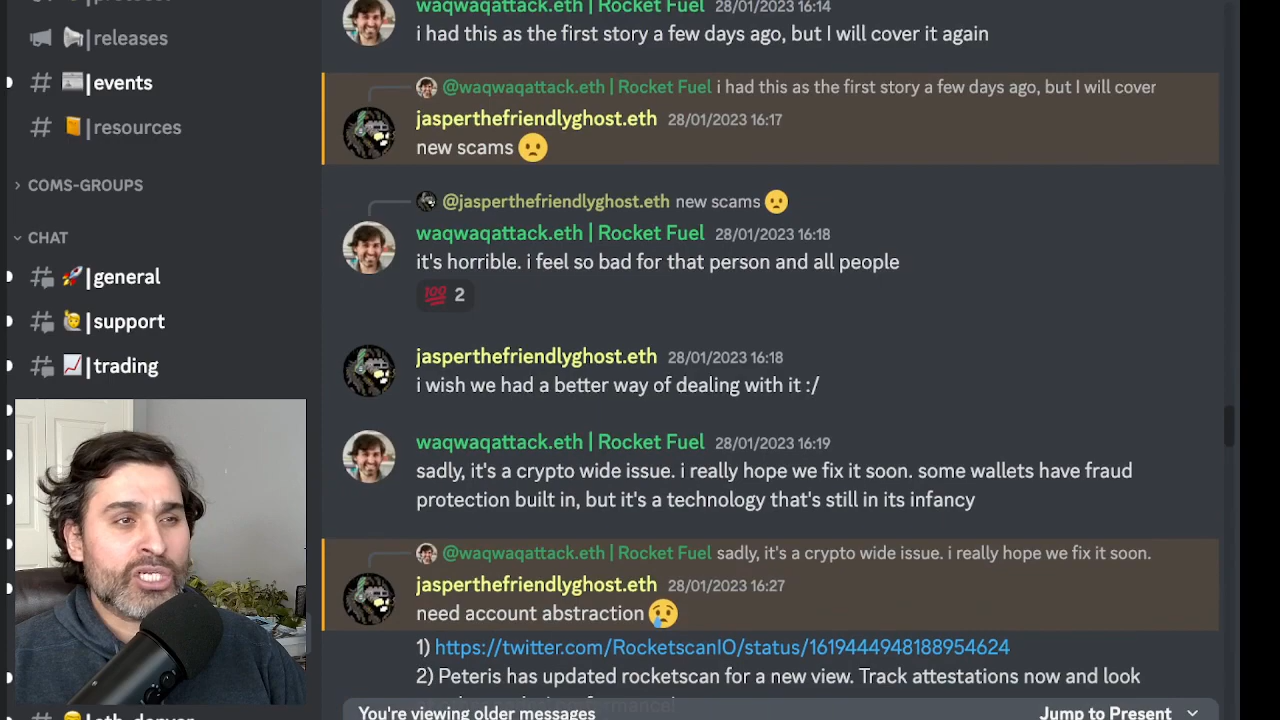 releases
events
resources
COMS-GROUPS
CHAT
general
support
trading
waqwaqattack.eth | Rocket Fuel 28/01/2023 16:14
i had this as the first story a few days ago, but I will cover it again
@waqwaqattack.eth | Rocket Fuel i had this as the first story a few days ago, but I will cover
jasperthefriendlyghost.eth 28/01/2023 16:17
new scams
@jasperthefriendlyghost.eth new scams
waqwaqattack.eth | Rocket Fuel 28/01/2023 16:18
it's horrible. i feel so bad for that person and all people
100 2
jasperthefriendlyghost.eth 28/01/2023 16:18
i wish we had a better way of dealing with it :/
waqwaqattack.eth | Rocket Fuel 28/01/2023 16:19
sadly, it's a crypto wide issue. i really hope we fix it soon. some wallets have fraud
protection built in, but it's a technology that's still in its infancy
@waqwaqattack.eth | Rocket Fuel sadly, it's a crypto wide issue. i really hope we fix it soon.
jasperthefriendlyghost.eth 28/01/2023 16:27
need account abstraction
1) https://twitter.com/RocketscanIO/status/1619444948188954624
2) Peteris has updated rocketscan for a new view. Track attestations now and look
You're viewing older messages Jump to Present